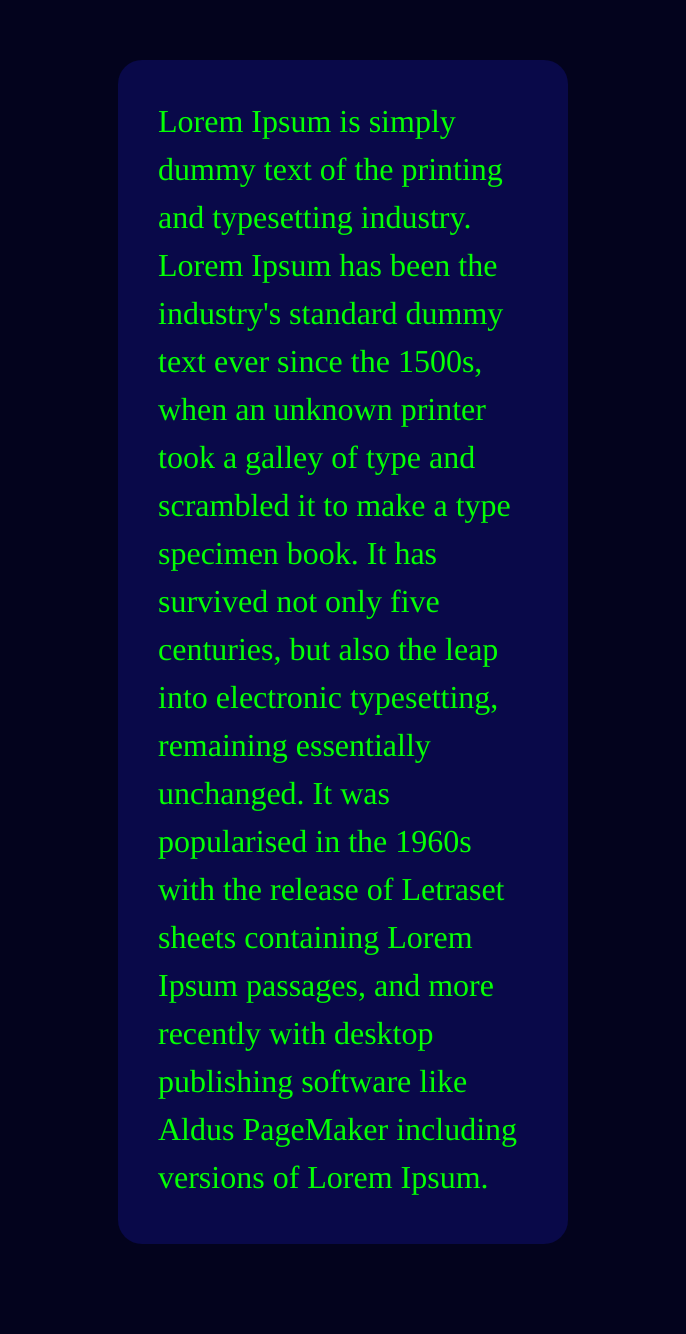 Lorem Ipsum is simply
dummy text of the printing
and typesetting industry.
Lorem Ipsum has been the
industry's standard dummy
text ever since the 1500s,
when an unknown printer
took a galley of type and
scrambled it to make a type
specimen book. It has
survived not only five
centuries, but also the leap
into electronic typesetting,
remaining essentially
unchanged. It was
popularised in the 1960s
with the release of Letraset
sheets containing Lorem
Ipsum passages, and more
recently with desktop
publishing software like
Aldus PageMaker including
versions of Lorem Ipsum.